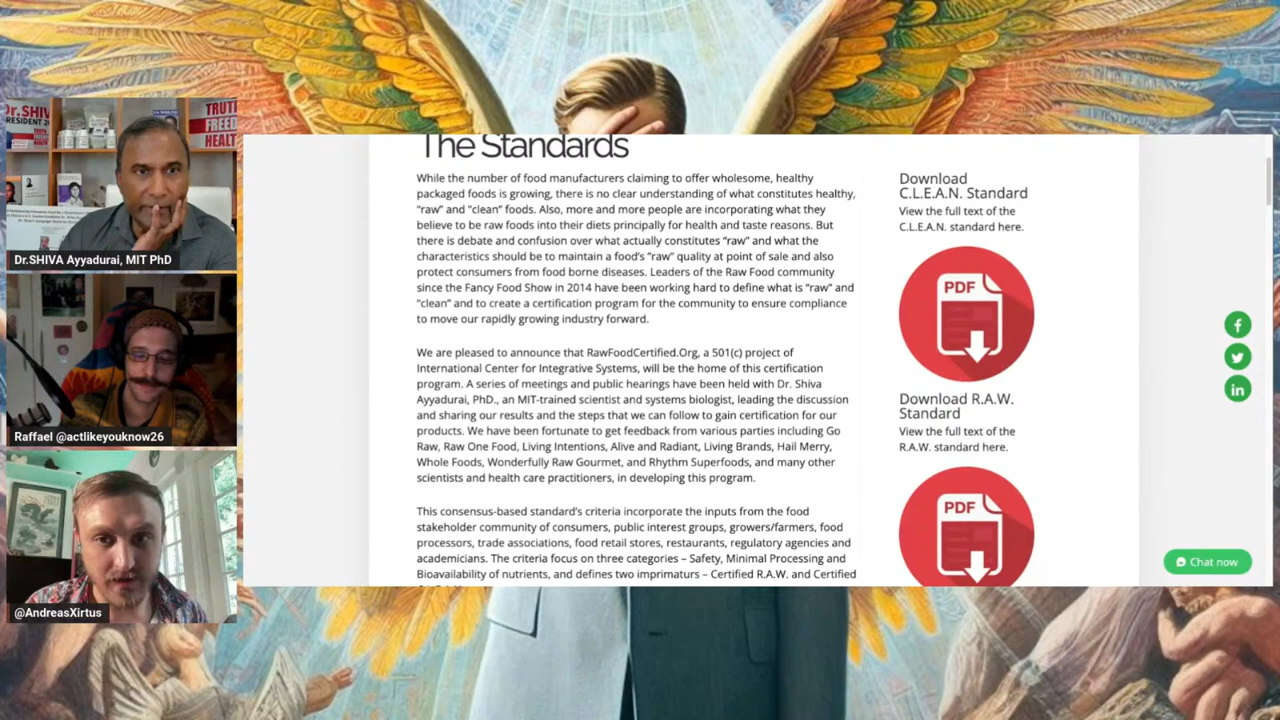 Dr.SHIV
RESIDENT 2
TRUTH
FREED
HEALTH
Dr.SHIVA Ayyadurai, MIT PhD
Raffael @actlikeyouknow26
@AndreasXirtus
The Standards
While the number of food manufacturers claiming to offer wholesome, healthy
packaged foods is growing, there is no clear understanding of what constitutes healthy,
“raw” and “clean” foods. Also, more and more people are incorporating what they
believe to be raw foods into their diets principally for health and taste reasons. But
there is debate and confusion over what actually constitutes “raw” and what the
characteristics should be to maintain a food’s “raw” quality at point of sale and also
protect consumers from food borne diseases. Leaders of the Raw Food community
since the Fancy Food Show in 2014 have been working hard to define what is “raw” and
“clean” and to create a certification program for the community to ensure compliance
to move our rapidly growing industry forward.
We are pleased to announce that RawFoodCertified.Org, a 501(c) project of
International Center for Integrative Systems, will be the home of this certification
program. A series of meetings and public hearings have been held with Dr. Shiva
Ayyadurai, PhD., an MIT-trained scientist and systems biologist, leading the discussion
and sharing our results and the steps that we can follow to gain certification for our
products. We have been fortunate to get feedback from various parties including Go
Raw, Raw One Food, Living Intentions, Alive and Radiant, Living Brands, Hail Merry,
Whole Foods, Wonderfully Raw Gourmet, and Rhythm Superfoods, and many other
scientists and health care practitioners, in developing this program.
This consensus-based standard’s criteria incorporate the inputs from the food
stakeholder community of consumers, public interest groups, growers/farmers, food
processors, trade associations, food retail stores, restaurants, regulatory agencies and
academicians. The criteria focus on three categories – Safety, Minimal Processing and
Bioavailability of nutrients, and defines two imprimaturs – Certified R.A.W. and Certified
Download
C.L.E.A.N. Standard
View the full text of the
C.L.E.A.N. standard here.
PDF
Download R.A.W.
Standard
View the full text of the
R.A.W. standard here.
PDF
Chat now